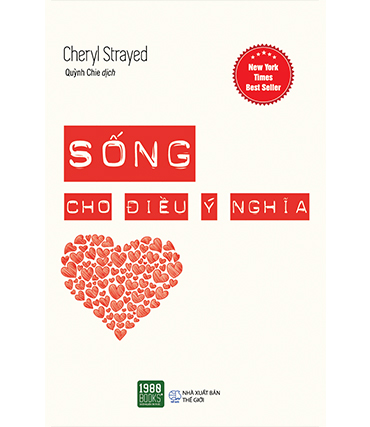 Cheryl Strayed
Quỳnh Chie dịch
New York
Times
Best Seller
SỐNG
CHO ĐIỀU Ý NGHĨA
1980
BOOKS
NHÀ XUẤT BẢN
THẾ GIỚI